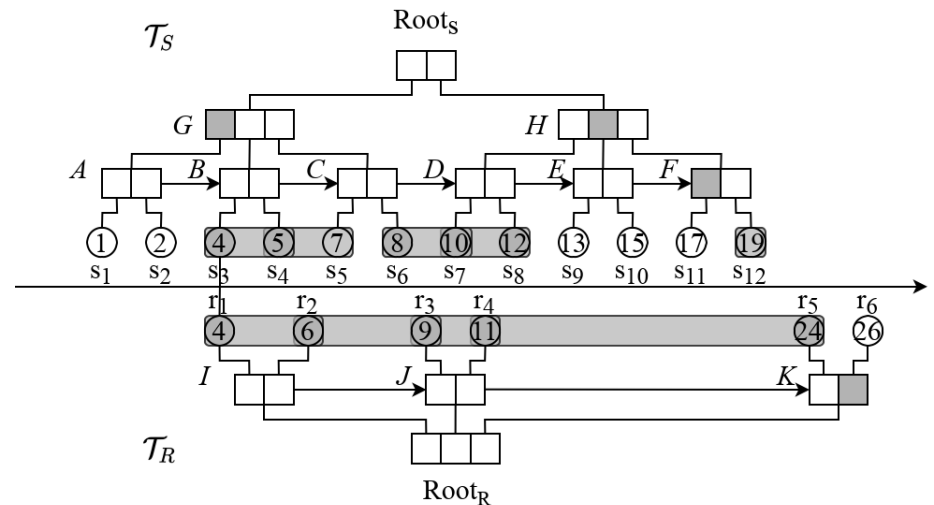 𝒯S RootS
G H
A B C D E F
1 2 4 5 7 8 10 12 13 15 17 19
s1 s2 s3 s4 s5 s6 s7 s8 s9 s10 s11 s12
r1 r2 r3 r4 r5 r6
4 6 9 11 24 26
I J K
𝒯R
RootR